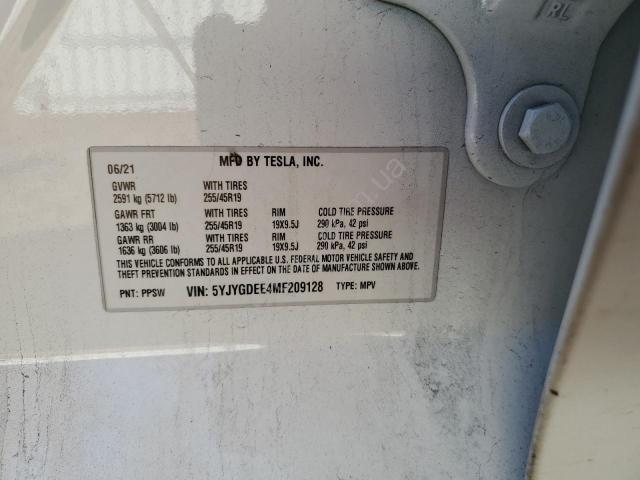 RL
06/21 MFD BY TESLA, INC.
GVWR WITH TIRES
2591 kg (5712 lb) 255/45R19
GAWR FRT WITH TIRES RIM COLD TIRE PRESSURE
1363 kg (3004 lb) 255/45R19 19X9.5J 290 kPa, 42 psi
GAWR RR WITH TIRES RIM COLD TIRE PRESSURE
1636 kg (3606 lb) 255/45R19 19X9.5J 290 kPa, 42 psi
THIS VEHICLE CONFORMS TO ALL APPLICABLE U.S. FEDERAL MOTOR VEHICLE SAFETY AND
THEFT PREVENTION STANDARDS IN EFFECT ON THE DATE OF MANUFACTURE SHOWN ABOVE.
PNT: PPSW VIN: 5YJYGDEE4MF209128 TYPE: MPV